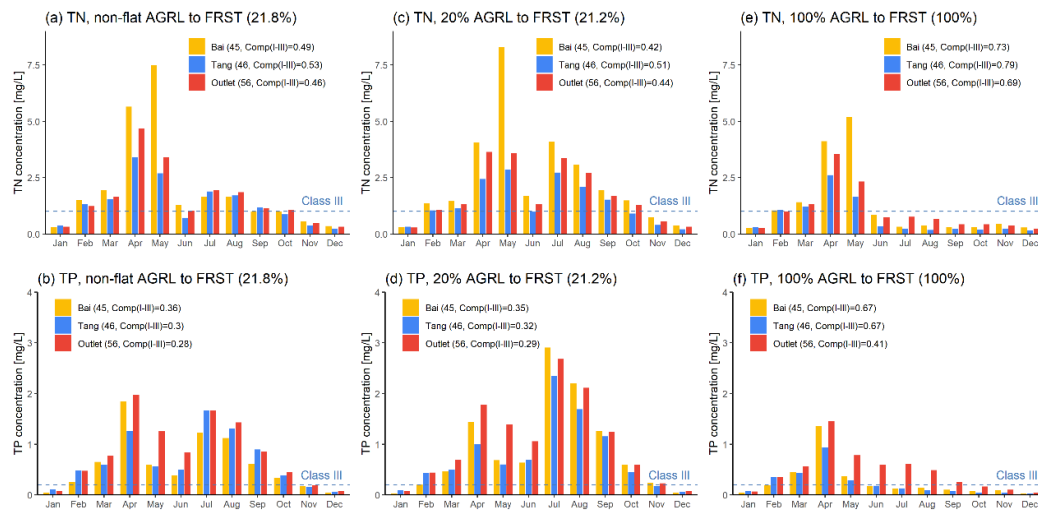 (a) TN, non-flat AGRL to FRST (21.8%)
TN concentration [mg/L]
7.5
5.0
2.5
0.0
Bai (45, Comp(I-III)=0.49)
Tang (46, Comp(I-III)=0.53)
Outlet (56, Comp(I-III)=0.46)
Class III
Jan Feb Mar Apr May Jun Jul Aug Sep Oct Nov Dec
(c) TN, 20% AGRL to FRST (21.2%)
TN concentration [mg/L]
7.5
5.0
2.5
0.0
Bai (45, Comp(I-III)=0.42)
Tang (46, Comp(I-III)=0.51)
Outlet (56, Comp(I-III)=0.44)
Class III
Jan Feb Mar Apr May Jun Jul Aug Sep Oct Nov Dec
(e) TN, 100% AGRL to FRST (100%)
TN concentration [mg/L]
7.5
5.0
2.5
0.0
Bai (45, Comp(I-III)=0.73)
Tang (46, Comp(I-III)=0.79)
Outlet (56, Comp(I-III)=0.69)
Class III
Jan Feb Mar Apr May Jun Jul Aug Sep Oct Nov Dec
(b) TP, non-flat AGRL to FRST (21.8%)
TP concentration [mg/L]
4
3
2
1
0
Bai (45, Comp(I-III)=0.36)
Tang (46, Comp(I-III)=0.3)
Outlet (56, Comp(I-III)=0.28)
Class III
Jan Feb Mar Apr May Jun Jul Aug Sep Oct Nov Dec
(d) TP, 20% AGRL to FRST (21.2%)
TP concentration [mg/L]
4
3
2
1
0
Bai (45, Comp(I-III)=0.35)
Tang (46, Comp(I-III)=0.32)
Outlet (56, Comp(I-III)=0.29)
Class III
Jan Feb Mar Apr May Jun Jul Aug Sep Oct Nov Dec
(f) TP, 100% AGRL to FRST (100%)
TP concentration [mg/L]
4
3
2
1
0
Bai (45, Comp(I-III)=0.67)
Tang (46, Comp(I-III)=0.67)
Outlet (56, Comp(I-III)=0.41)
Class III
Jan Feb Mar Apr May Jun Jul Aug Sep Oct Nov Dec